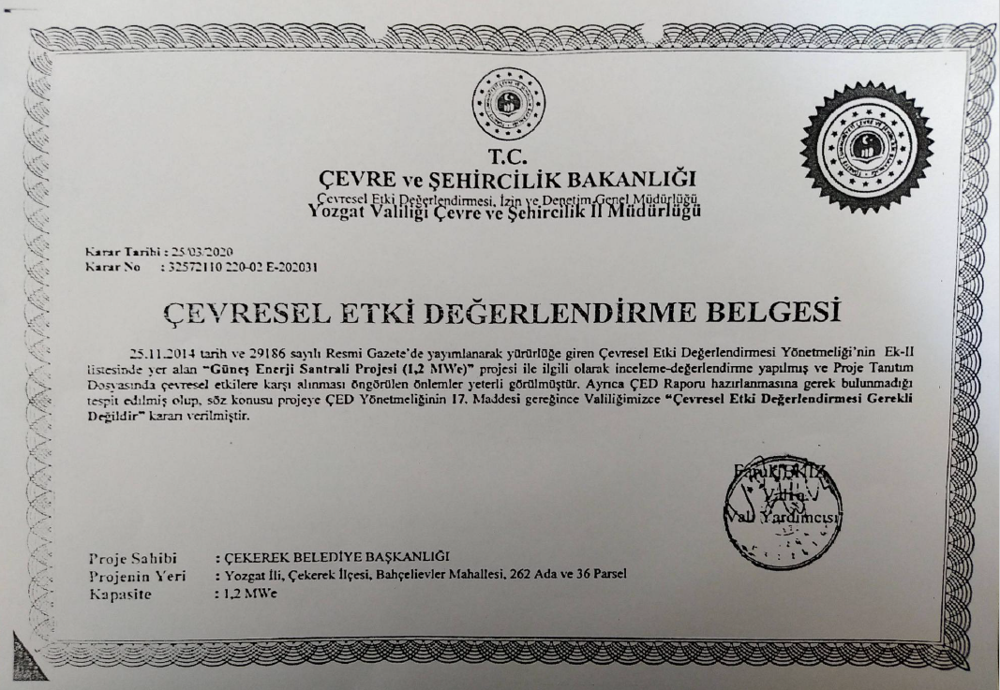 T.C.
ÇEVRE ve ŞEHİRCİLİK BAKANLIĞI
Çevresel Etki Değerlendirmesi, İzin ve Denetim Genel Müdürlüğü
Yozgat Valiliği Çevre ve Şehircilik İl Müdürlüğü
Karar Tarihi : 25/03/2020
Karar No : 32572110 220-02 E-202031
ÇEVRESEL ETKİ DEĞERLENDİRME BELGESİ
25.11.2014 tarih ve 29186 sayılı Resmi Gazete'de yayımlanarak yürürlüğe giren Çevresel Etki Değerlendirmesi Yönetmeliği'nin Ek-II
listesinde yer alan "Güneş Enerji Santrali Projesi (1,2 MWe)" projesi ile ilgili olarak inceleme-değerlendirme yapılmış ve Proje Tanıtım
Dosyasında çevresel etkilere karşı alınması öngörülen önlemler yeterli görülmüştür. Ayrıca ÇED Raporu hazırlanmasına gerek bulunmadığı
tespit edilmiş olup, söz konusu projeye ÇED Yönetmeliğinin 17. Maddesi gereğince Valiliğimizce "Çevresel Etki Değerlendirmesi Gerekli
Değildir" kararı verilmiştir.
Vali a.
Vali Yardımcısı
Proje Sahibi : ÇEKEREK BELEDİYE BAŞKANLIĞI
Projenin Yeri : Yozgat İli, Çekerek İlçesi, Bahçelievler Mahallesi, 262 Ada ve 36 Parsel
Kapasite : 1,2 MWe